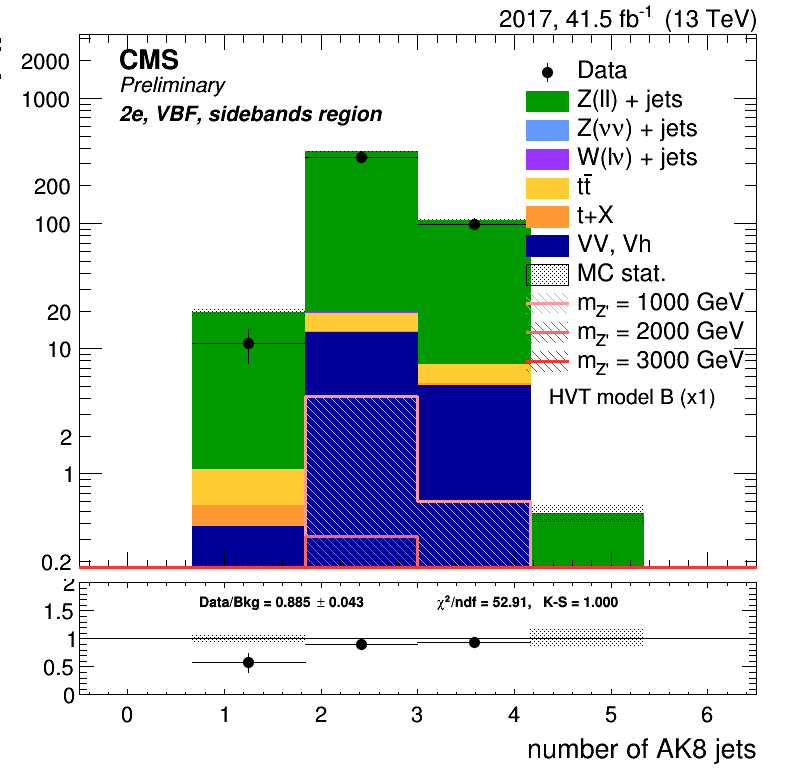 2017, 41.5 fb⁻¹ (13 TeV)
CMS
Preliminary
2e, VBF, sidebands region
Data
Z(ll) + jets
Z(νν) + jets
W(lν) + jets
tt̄
t+X
VV, Vh
MC stat.
m_Z' = 1000 GeV
m_Z' = 2000 GeV
m_Z' = 3000 GeV
HVT model B (x1)
2000
1000
200
100
20
10
2
1
0.2
Data/Bkg = 0.885 ± 0.043
χ²/ndf = 52.91, K-S = 1.000
2
1.5
1
0.5
0
0 1 2 3 4 5 6
number of AK8 jets